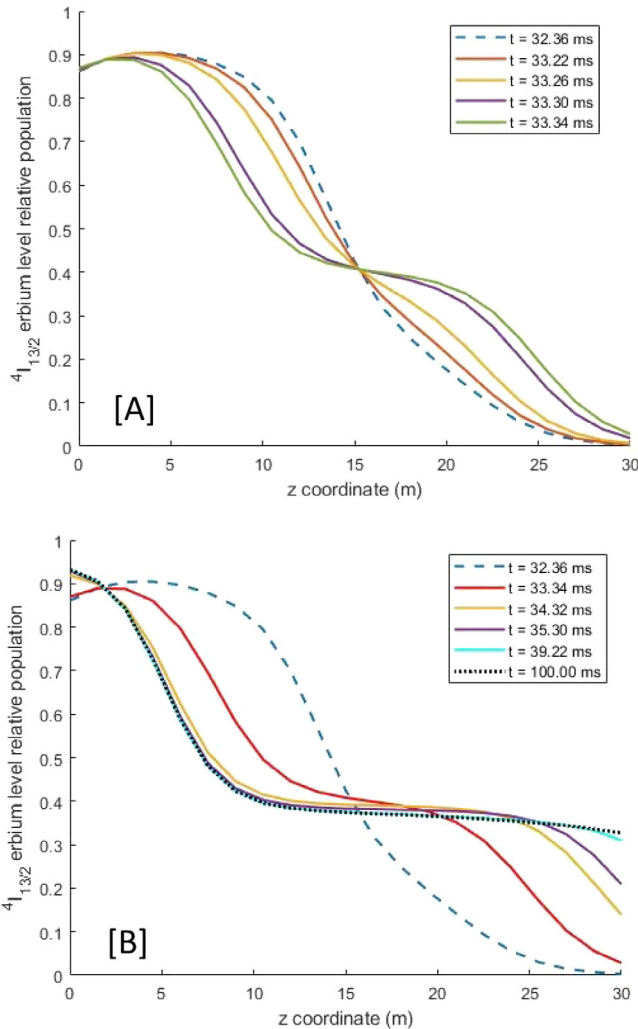 1
0.9
0.8
0.7
0.6
0.5
0.4
0.3
0.2
0.1
0
⁴I₁₃/₂ erbium level relative population
t = 32.36 ms
t = 33.22 ms
t = 33.26 ms
t = 33.30 ms
t = 33.34 ms
[A]
0 5 10 15 20 25 30
z coordinate (m)
1
0.9
0.8
0.7
0.6
0.5
0.4
0.3
0.2
0.1
0
⁴I₁₃/₂ erbium level relative population
t = 32.36 ms
t = 33.34 ms
t = 34.32 ms
t = 35.30 ms
t = 39.22 ms
t = 100.00 ms
[B]
0 5 10 15 20 25 30
z coordinate (m)